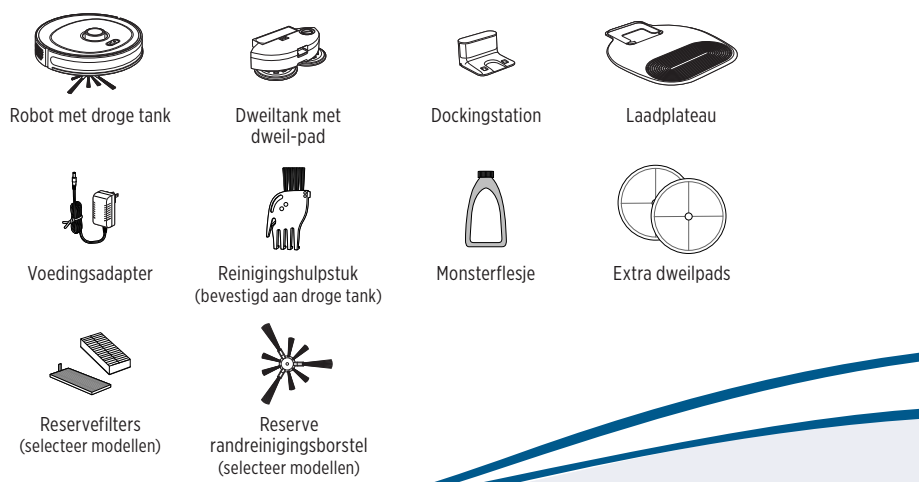 Robot met droge tank
Dweiltank met
dweil-pad
Dockingstation
Laadplateau
Voedingsadapter
Reinigingshulpstuk
(bevestigd aan droge tank)
Monsterflesje
Extra dweilpads
Reservefilters
(selecteer modellen)
Reserve
randreinigingsborstel
(selecteer modellen)